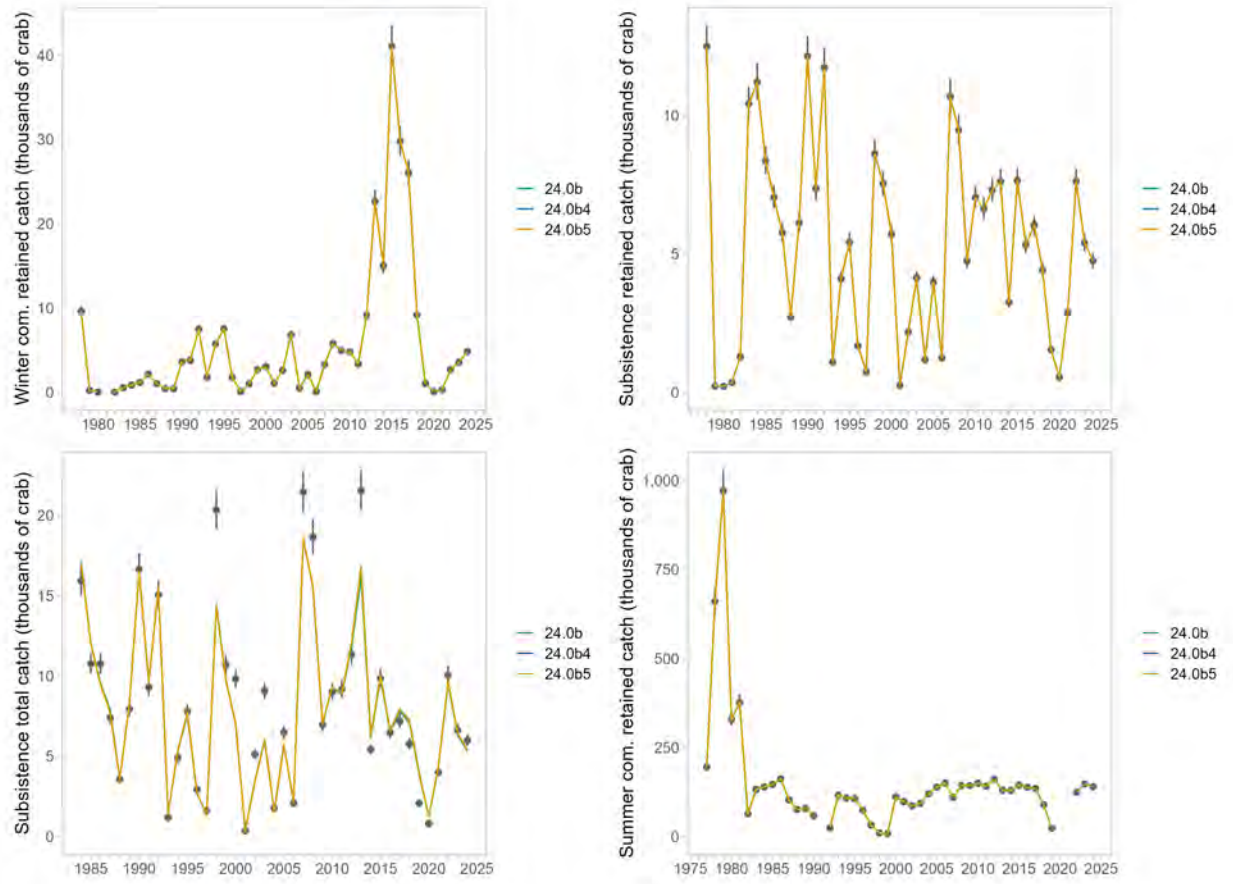 Winter com. retained catch (thousands of crab)
40
30
20
10
0
1980 1985 1990 1995 2000 2005 2010 2015 2020 2025
24.0b
24.0b4
24.0b5
Subsistence retained catch (thousands of crab)
10
5
0
1980 1985 1990 1995 2000 2005 2010 2015 2020 2025
24.0b
24.0b4
24.0b5
Subsistence total catch (thousands of crab)
20
15
10
5
0
1985 1990 1995 2000 2005 2010 2015 2020 2025
24.0b
24.0b4
24.0b5
Summer com. retained catch (thousands of crab)
1,000
750
500
250
0
1975 1980 1985 1990 1995 2000 2005 2010 2015 2020 2025
24.0b
24.0b4
24.0b5